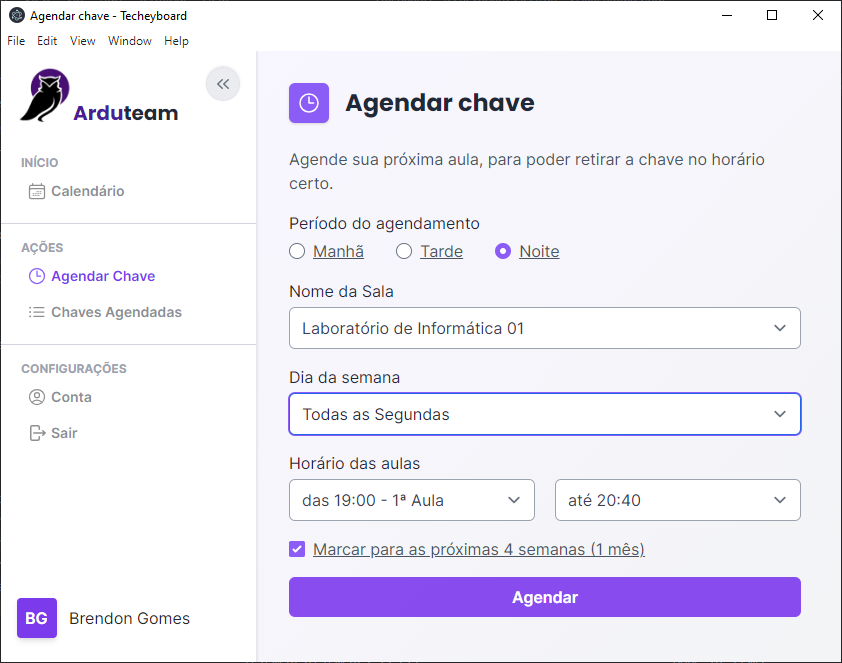 Agendar chave - Techeyboard
File Edit View Window Help
Arduteam
INÍCIO
Calendário
AÇÕES
Agendar Chave
Chaves Agendadas
CONFIGURAÇÕES
Conta
Sair
BG
Brendon Gomes
Agendar chave
Agende sua próxima aula, para poder retirar a chave no horário
certo.
Período do agendamento
Manhã Tarde Noite
Nome da Sala
Laboratório de Informática 01
Dia da semana
Todas as Segundas
Horário das aulas
das 19:00 - 1ª Aula até 20:40
Marcar para as próximas 4 semanas (1 mês)
Agendar